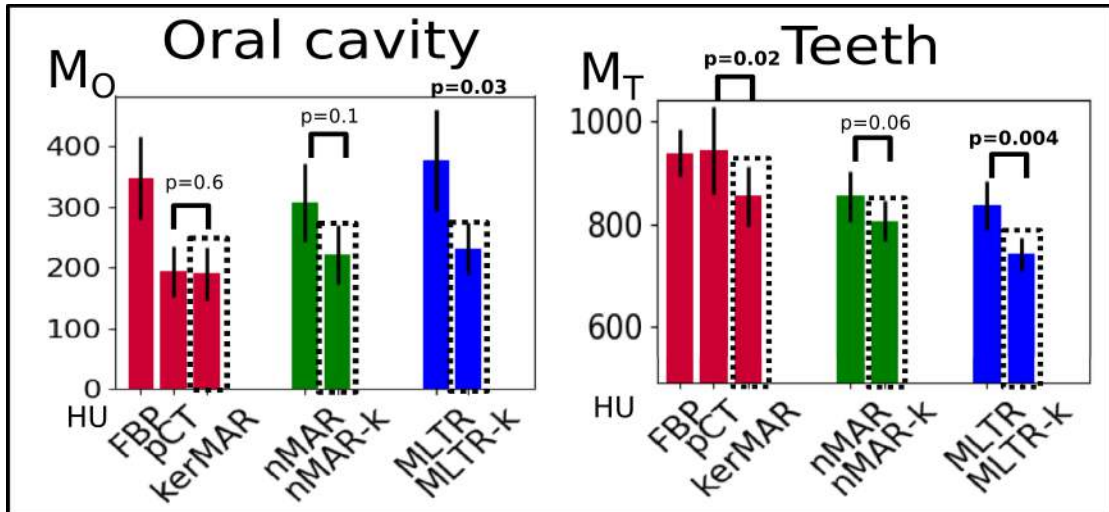 Oral cavity
M_O
p=0.03
p=0.1
p=0.6
400
300
200
100
0
HU
FBP
pCT
kerMAR
nMAR
nMAR-k
MLTR
MLTR-k
Teeth
M_T
p=0.02
p=0.06
p=0.004
1000
800
600
HU
FBP
pCT
kerMAR
nMAR
nMAR-k
MLTR
MLTR-k